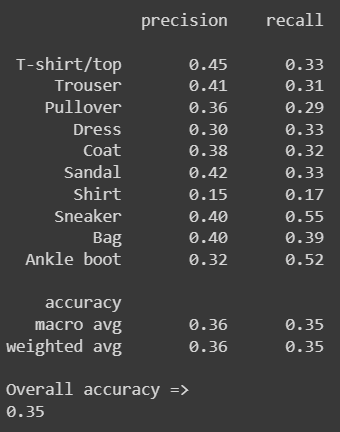 precision recall
T-shirt/top 0.45 0.33
Trouser 0.41 0.31
Pullover 0.36 0.29
Dress 0.30 0.33
Coat 0.38 0.32
Sandal 0.42 0.33
Shirt 0.15 0.17
Sneaker 0.40 0.55
Bag 0.40 0.39
Ankle boot 0.32 0.52
accuracy
macro avg 0.36 0.35
weighted avg 0.36 0.35
Overall accuracy =>
0.35